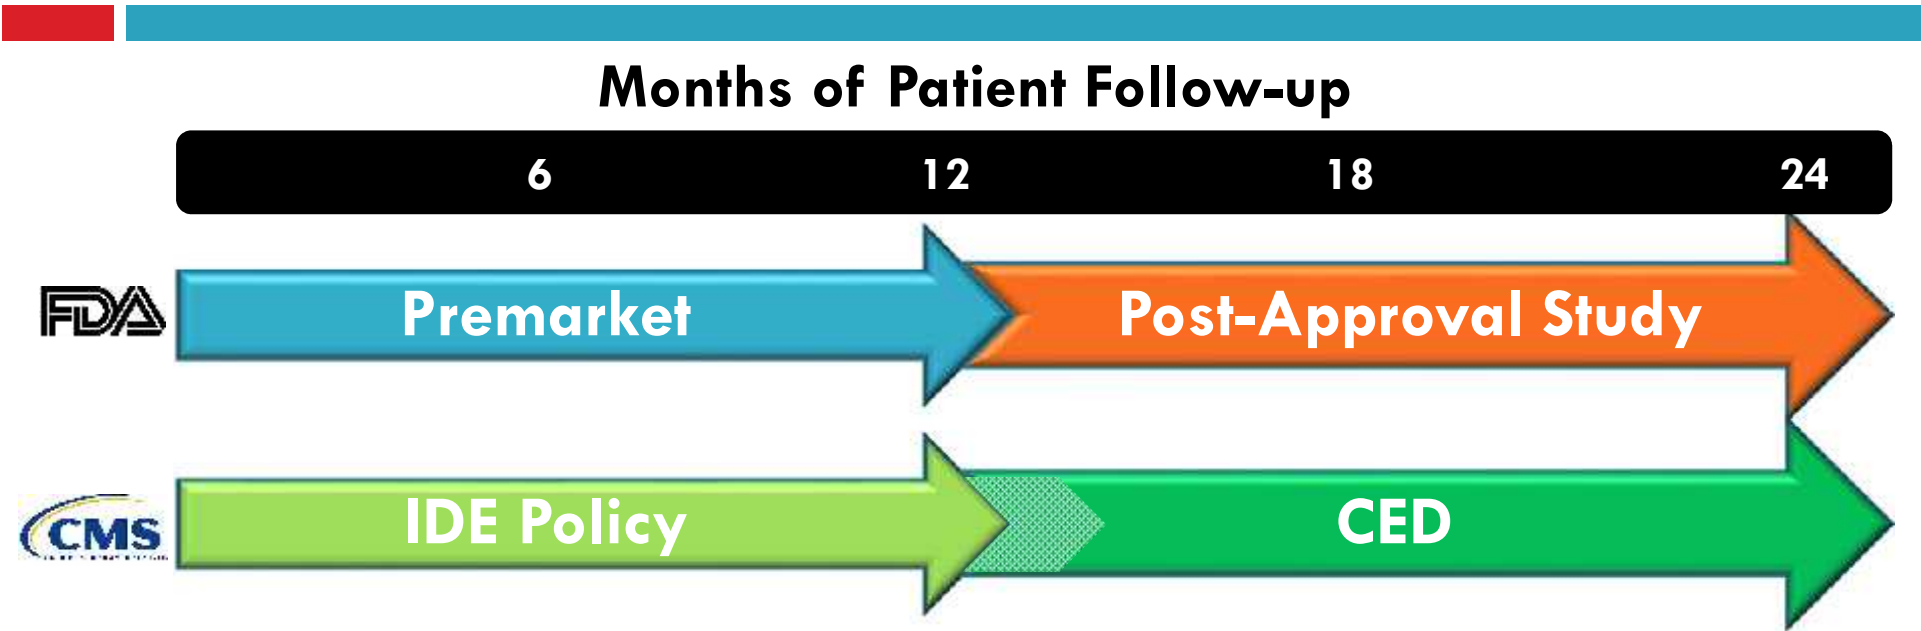 Months of Patient Follow-up
6 12 18 24
FDA Premarket Post-Approval Study
CMS IDE Policy CED